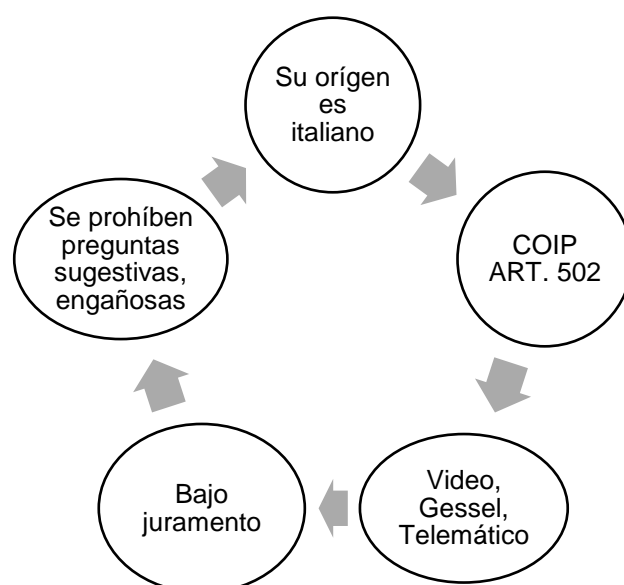 Su orígen
es
italiano
COIP
ART. 502
Video,
Gessel,
Telemático
Bajo
juramento
Se prohíben
preguntas
sugestivas,
engañosas